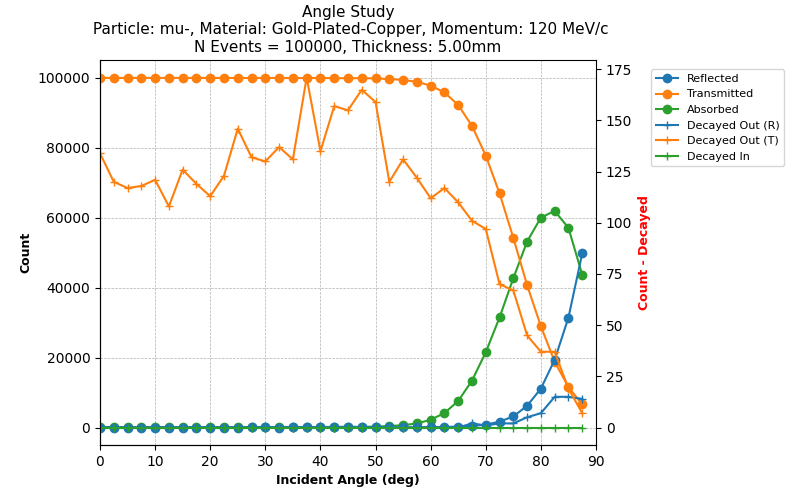 Angle Study
Particle: mu-, Material: Gold-Plated-Copper, Momentum: 120 MeV/c
N Events = 100000, Thickness: 5.00mm
100000
80000
60000
40000
20000
0
Count
0 10 20 30 40 50 60 70 80 90
Incident Angle (deg)
175
150
125
100
75
50
25
0
Count - Decayed
Reflected
Transmitted
Absorbed
Decayed Out (R)
Decayed Out (T)
Decayed In